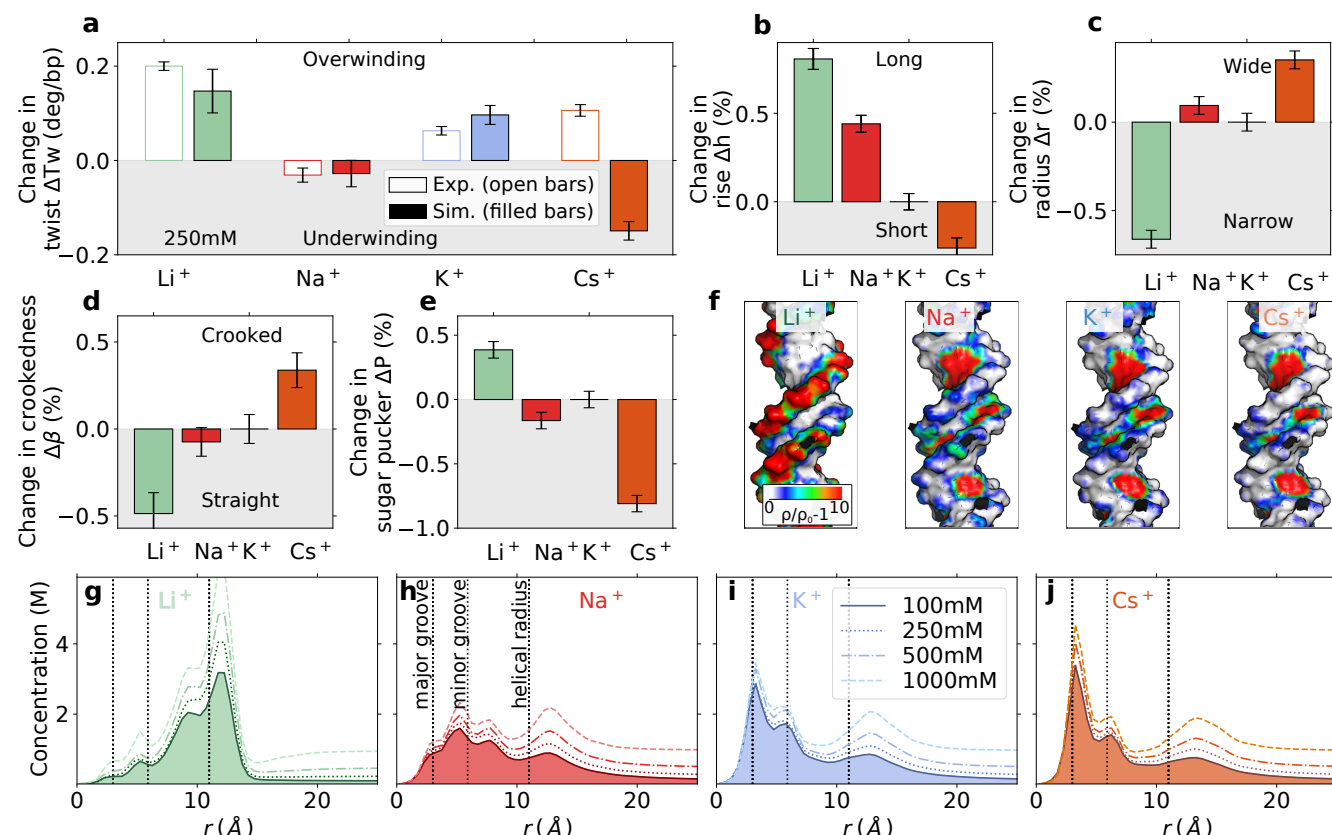 a
Change in
twist ΔTw (deg/bp)
0.2
0.0
−0.2
Overwinding
Exp. (open bars)
Sim. (filled bars)
250mM
Underwinding
Li⁺
Na⁺
K⁺
Cs⁺
b
Change in
rise Δh (%)
0.5
0.0
Long
Short
Li⁺
Na⁺
K⁺
Cs⁺
c
Change in
radius Δr (%)
0.0
−0.5
Wide
Narrow
Li⁺
Na⁺
K⁺
Cs⁺
d
Change in crookedness
Δβ (%)
0.5
0.0
−0.5
Crooked
Straight
Li⁺
Na⁺
K⁺
Cs⁺
e
Change in
sugar pucker ΔP (%)
0.5
0.0
−0.5
−1.0
Li⁺
Na⁺
K⁺
Cs⁺
f
Li⁺
Na⁺
K⁺
Cs⁺
0
10
ρ/ρ₀-1
g
Li⁺
Concentration (M)
4
2
0
10
20
r (Å)
h
Na⁺
major groove
minor groove
helical radius
0
10
20
r (Å)
i
K⁺
100mM
250mM
500mM
1000mM
0
10
20
r (Å)
j
Cs⁺
0
10
20
r (Å)